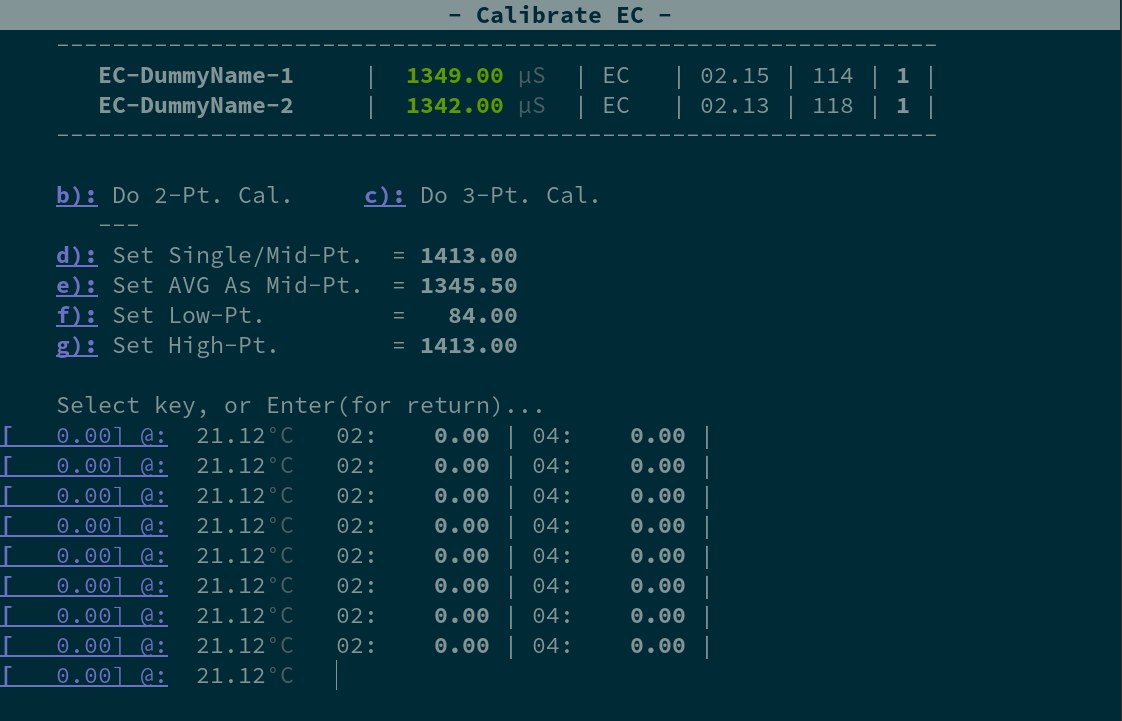 - Calibrate EC -
---------------------------------------------------------------
EC-DummyName-1 | 1349.00 µS | EC | 02.15 | 114 | 1 |
EC-DummyName-2 | 1342.00 µS | EC | 02.13 | 118 | 1 |
---------------------------------------------------------------
b): Do 2-Pt. Cal. c): Do 3-Pt. Cal.
---
d): Set Single/Mid-Pt. = 1413.00
e): Set AVG As Mid-Pt. = 1345.50
f): Set Low-Pt. = 84.00
g): Set High-Pt. = 1413.00
Select key, or Enter(for return)...
[ 0.00] @: 21.12°C 02: 0.00 | 04: 0.00 |
[ 0.00] @: 21.12°C 02: 0.00 | 04: 0.00 |
[ 0.00] @: 21.12°C 02: 0.00 | 04: 0.00 |
[ 0.00] @: 21.12°C 02: 0.00 | 04: 0.00 |
[ 0.00] @: 21.12°C 02: 0.00 | 04: 0.00 |
[ 0.00] @: 21.12°C 02: 0.00 | 04: 0.00 |
[ 0.00] @: 21.12°C 02: 0.00 | 04: 0.00 |
[ 0.00] @: 21.12°C 02: 0.00 | 04: 0.00 |
[ 0.00] @: 21.12°C